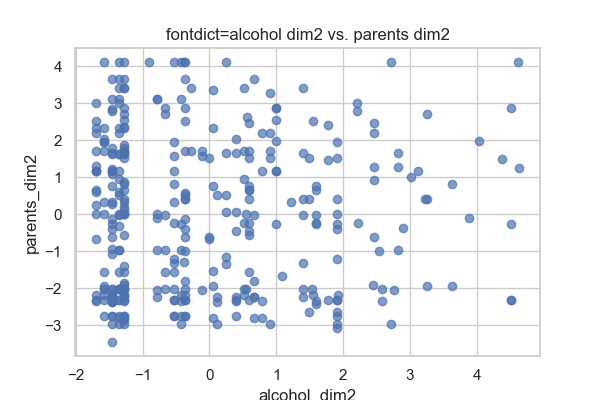 fontdict=alcohol dim2 vs. parents dim2
parents_dim2
4
3
2
1
0
−1
−2
−3
−2 −1 0 1 2 3 4
alcohol_dim2